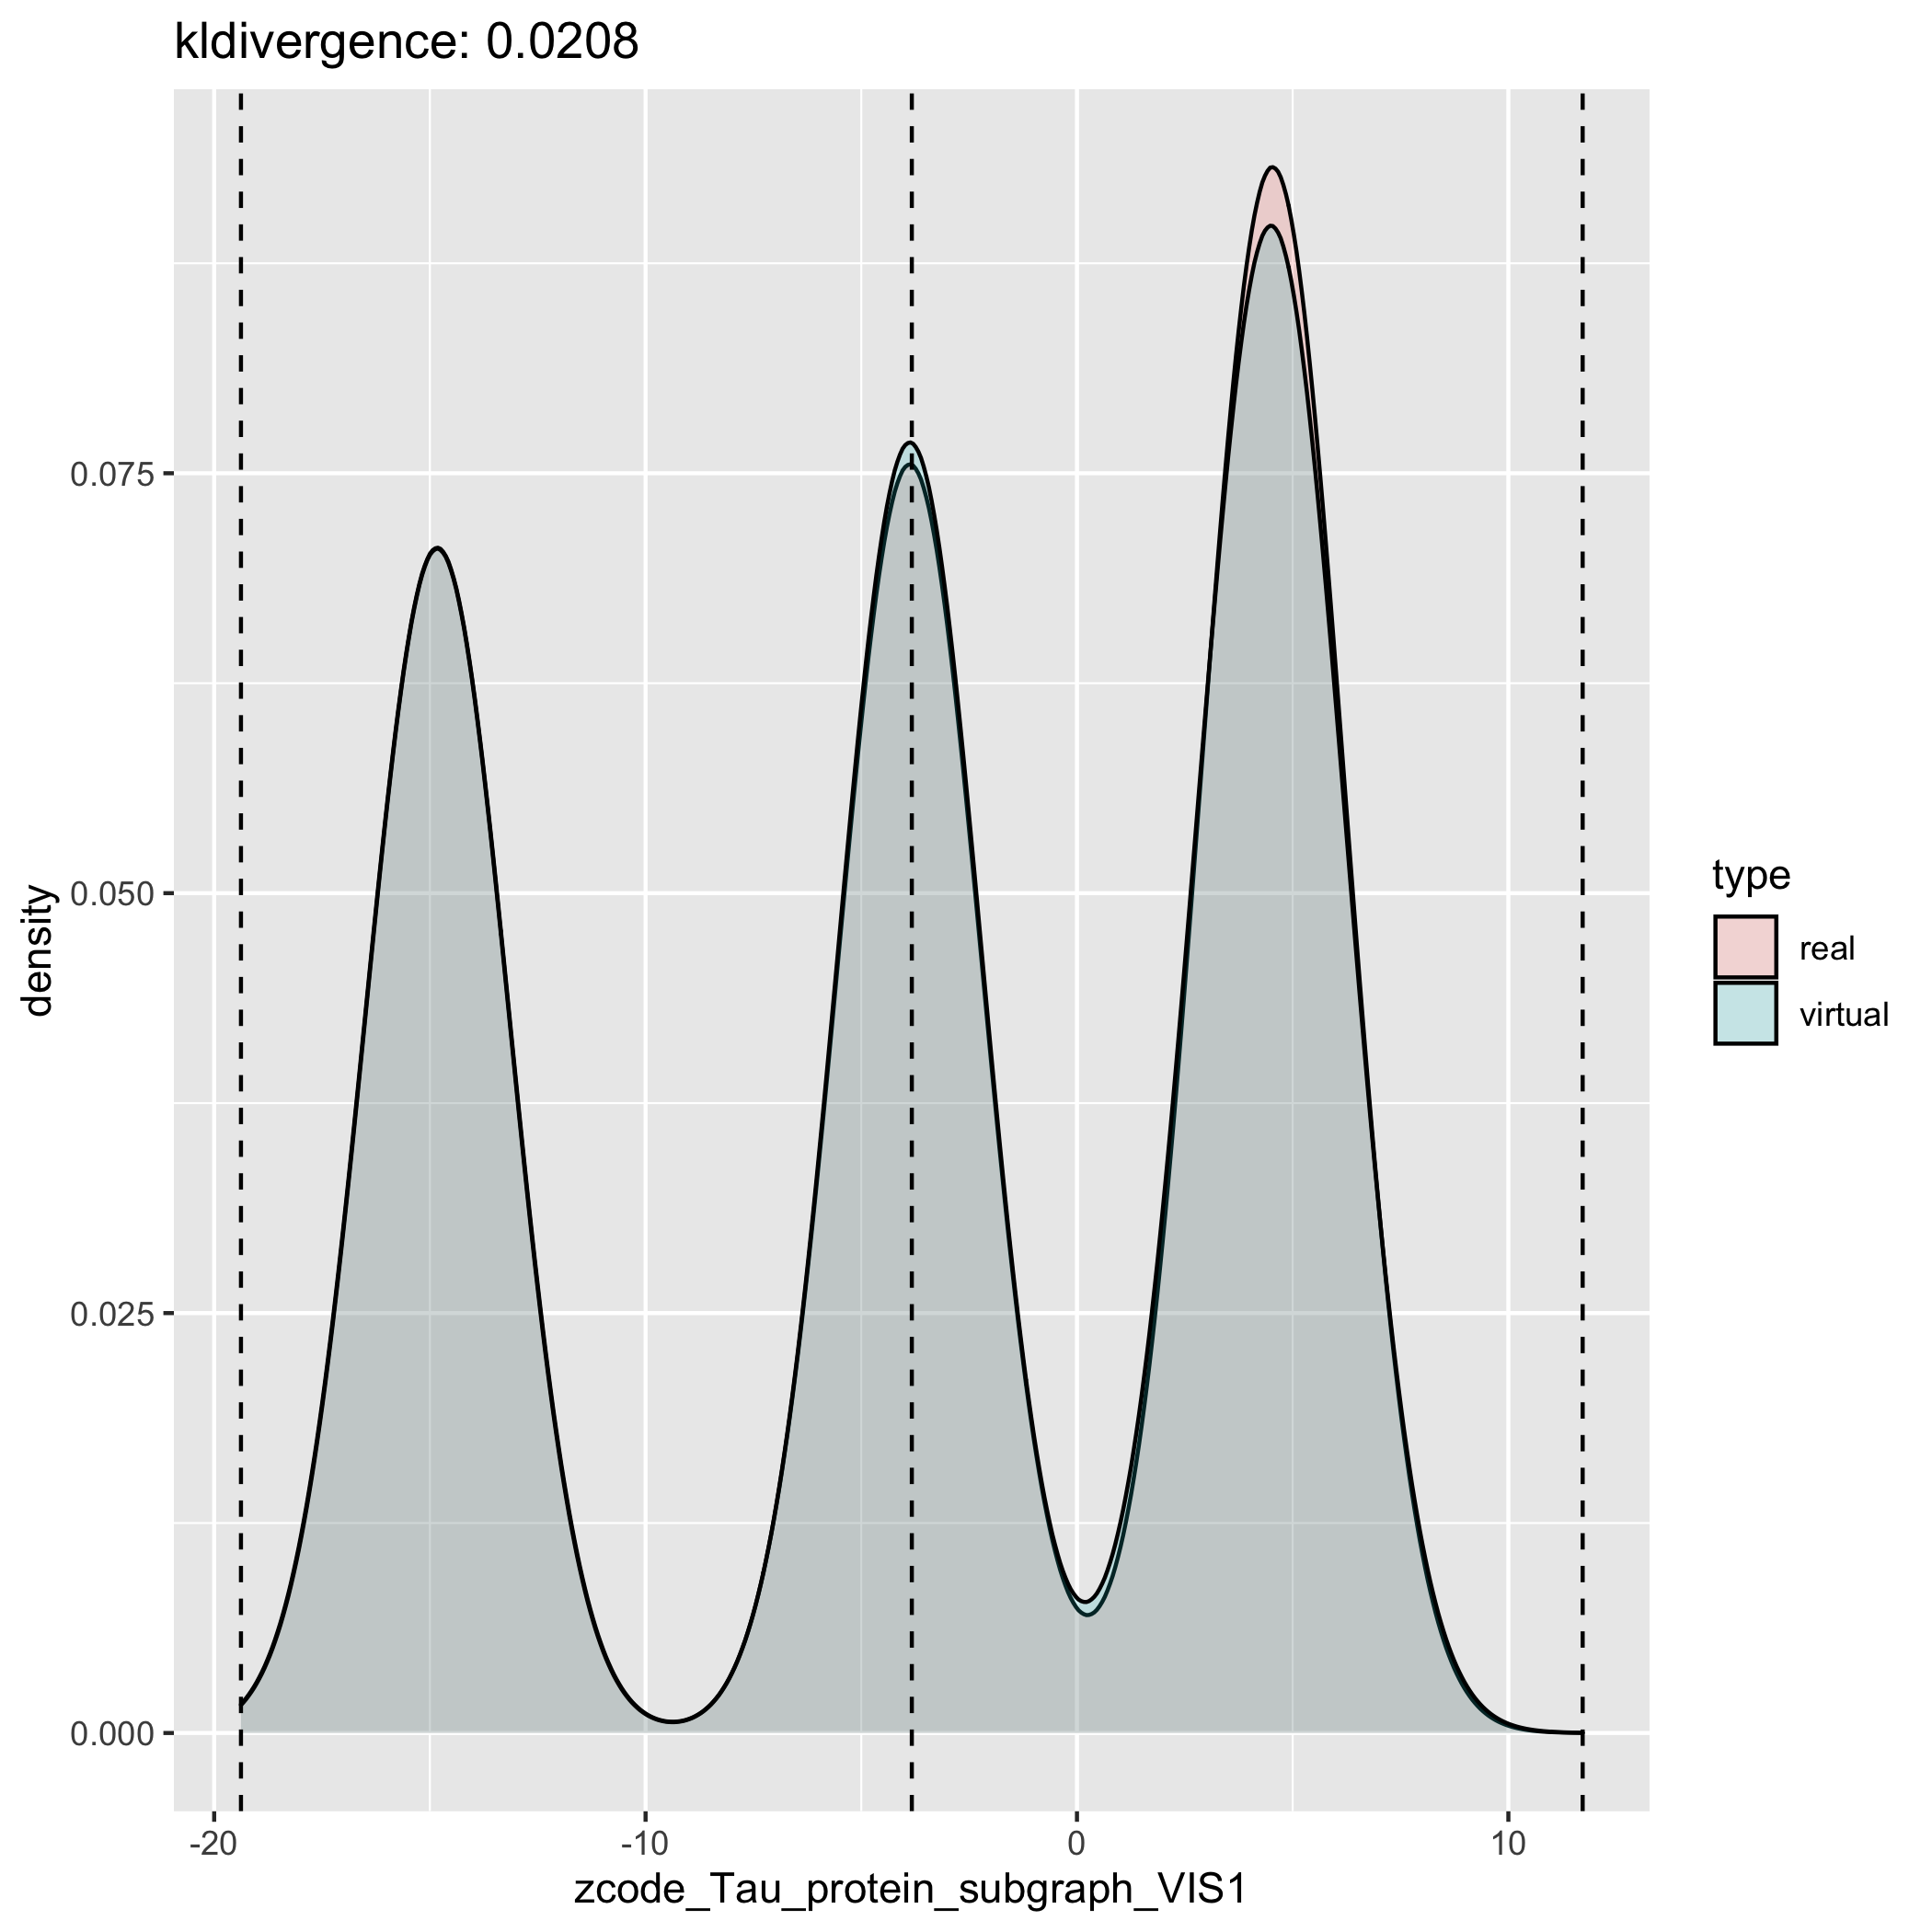 kldivergence: 0.0208
density
0.075
0.050
0.025
0.000
-20
-10
0
10
zcode_Tau_protein_subgraph_VIS1
type
real
virtual